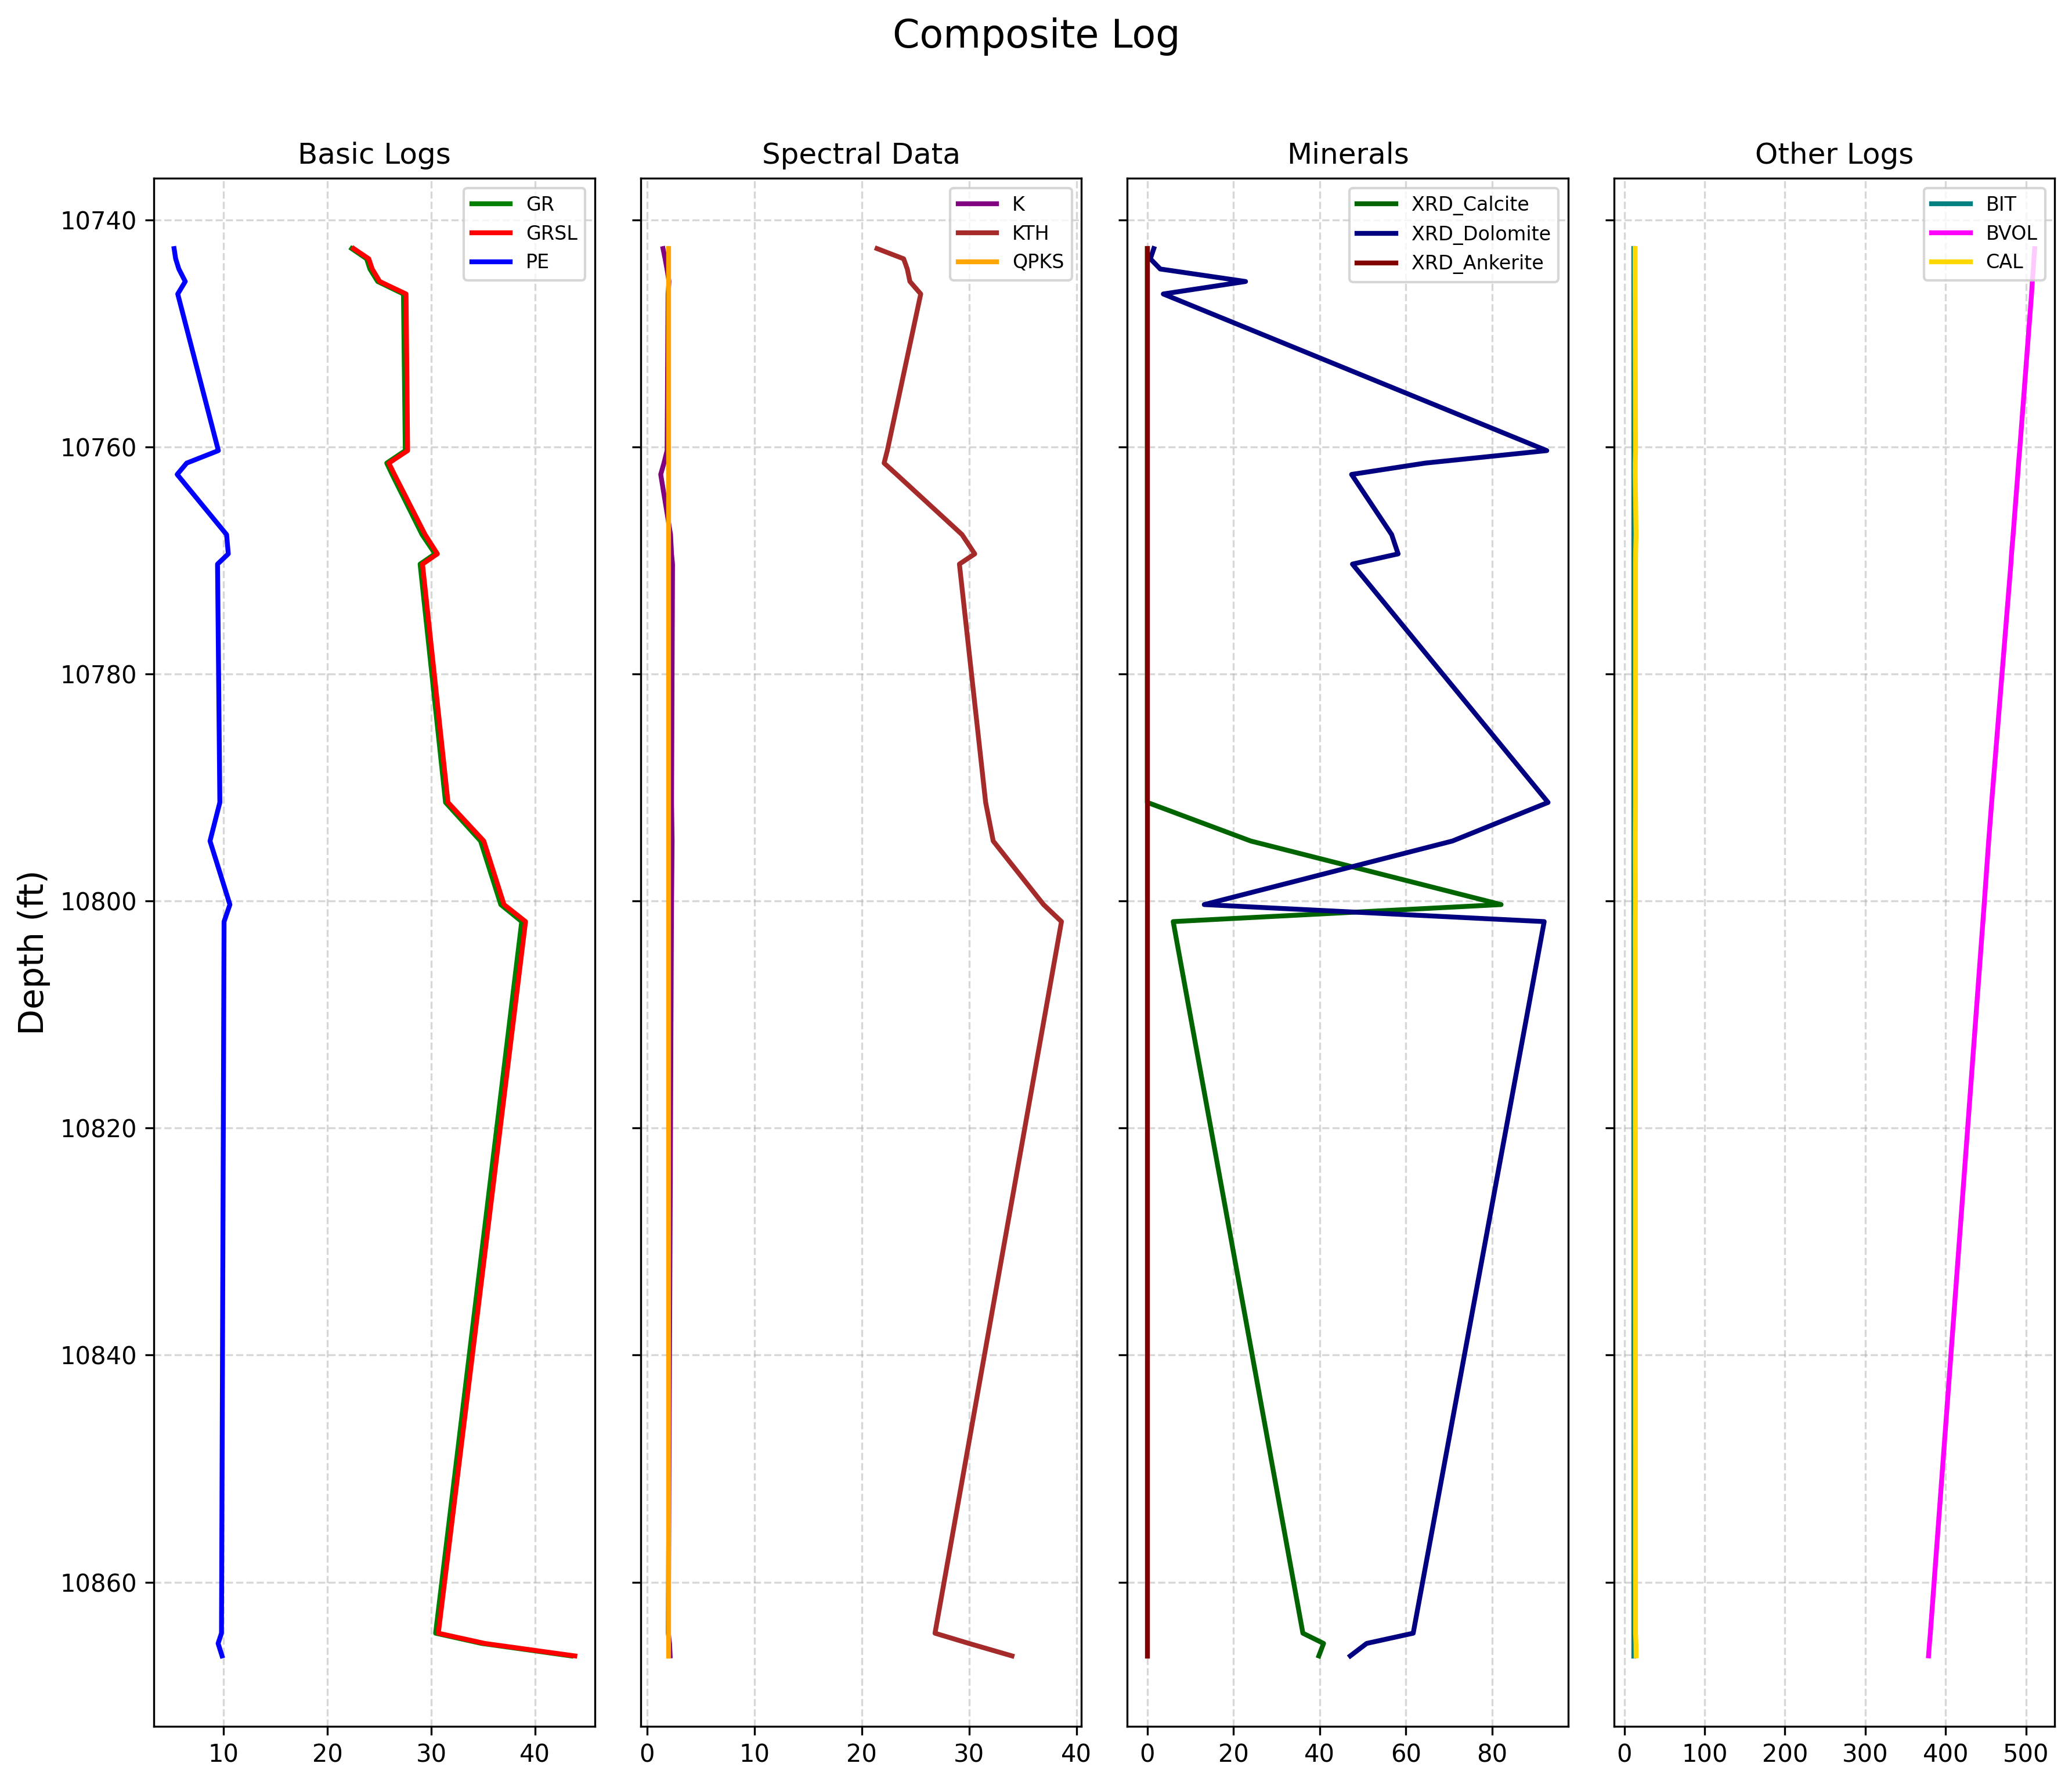 Composite Log
Basic Logs
Spectral Data
Minerals
Other Logs
GR
GRSL
PE
K
KTH
QPKS
XRD_Calcite
XRD_Dolomite
XRD_Ankerite
BIT
BVOL
CAL
Depth (ft)
10740
10760
10780
10800
10820
10840
10860
10 20 30 40
0 10 20 30 40
0 20 40 60 80
0 100 200 300 400 500